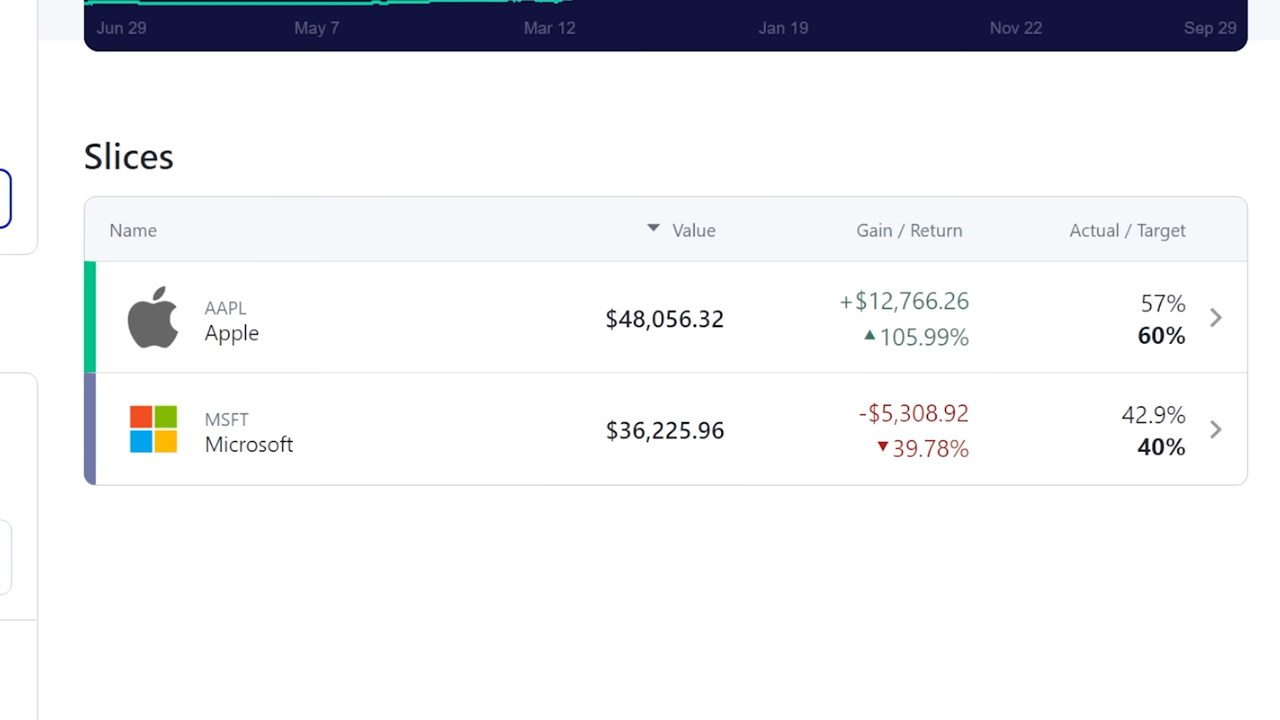 Jun 29 May 7 Mar 12 Jan 19 Nov 22 Sep 29
Slices
Name Value Gain / Return Actual / Target
AAPL
Apple
$48,056.32
+$12,766.26
▲105.99%
57%
60%
MSFT
Microsoft
$36,225.96
-$5,308.92
▼39.78%
42.9%
40%